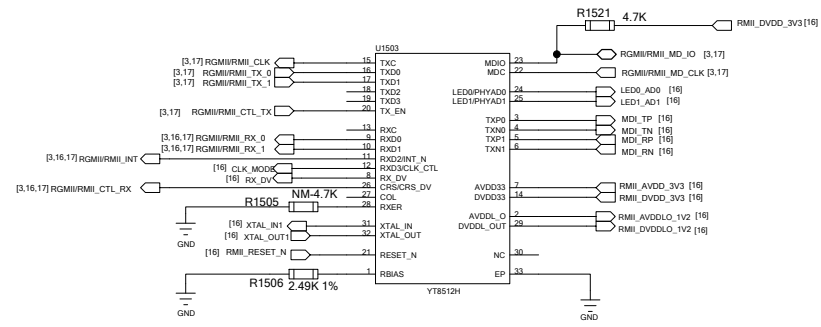 R1521 4.7K RMII_DVDD_3V3 [16]
U1503
[3,17] RGMII/RMII_CLK 15 TXC MDIO 23 RGMII/RMII_MD_IO [3,17]
[3,17] RGMII/RMII_TX_0 16 TXD0 MDC 22 RGMII/RMII_MD_CLK [3,17]
[3,17] RGMII/RMII_TX_1 17 TXD1
18 TXD2 LED0/PHYAD0 24 LED0_AD0 [16]
19 TXD3 LED1/PHYAD1 25 LED1_AD1 [16]
[3,17] RGMII/RMII_CTL_TX 20 TX_EN
TXP0 3 MDI_TP [16]
13 RXC TXN0 4 MDI_TN [16]
[3,16,17] RGMII/RMII_RX_0 9 RXD0 TXP1 5 MDI_RP [16]
[3,16,17] RGMII/RMII_RX_1 10 RXD1 TXN1 6 MDI_RN [16]
[3,16,17] RGMII/RMII_INT 11 RXD2/INT_N
[16] CLK_MODE 12 RXD3/CLK_CTL
[16] RX_DV 8 RX_DV
[3,16,17] RGMII/RMII_CTL_RX 26 CRS/CRS_DV AVDD33 7 RMII_AVDD_3V3 [16]
27 COL DVDD33 14 RMII_DVDD_3V3 [16]
R1505 NM-4.7K 28 RXER
GND
AVDDL_O 2 RMII_AVDDLO_1V2 [16]
[16] XTAL_IN1 31 XTAL_IN DVDDL_OUT 29 RMII_DVDDLO_1V2 [16]
[16] XTAL_OUT1 32 XTAL_OUT
[16] RMII_RESET_N 21 RESET_N NC 30
R1506 2.49K 1% 1 RBIAS EP 33
YT8512H
GND
GND